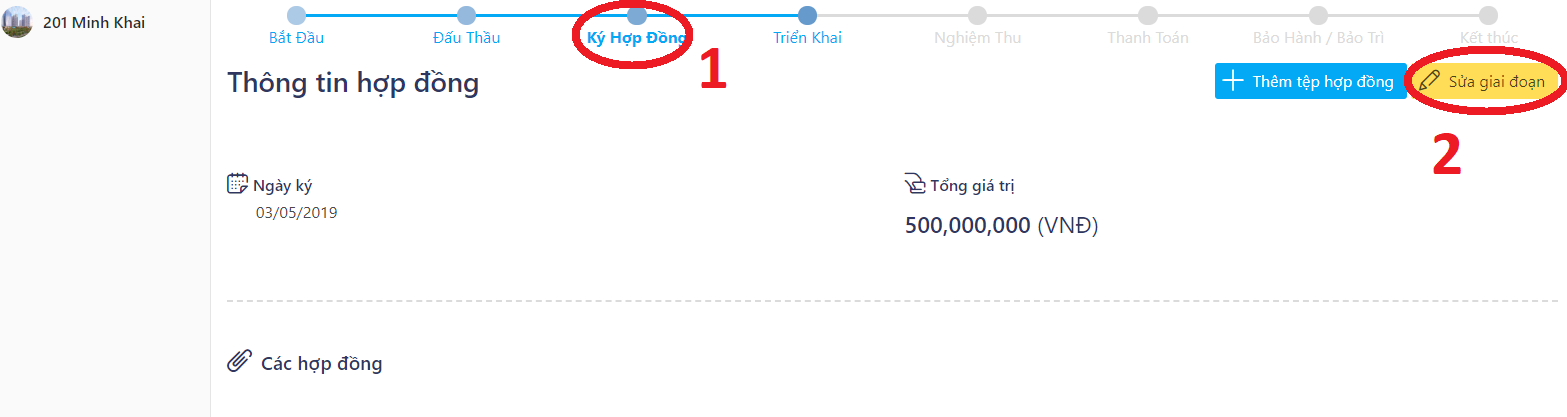 201 Minh Khai
Bắt Đầu
Đấu Thầu
Ký Hợp Đồng
Triển Khai
Nghiệm Thu
Thanh Toán
Bảo Hành / Bảo Trì
Kết thúc
1
Thông tin hợp đồng
Thêm tệp hợp đồng
Sửa giai đoạn
2
Ngày ký
03/05/2019
Tổng giá trị
500,000,000 (VNĐ)
Các hợp đồng